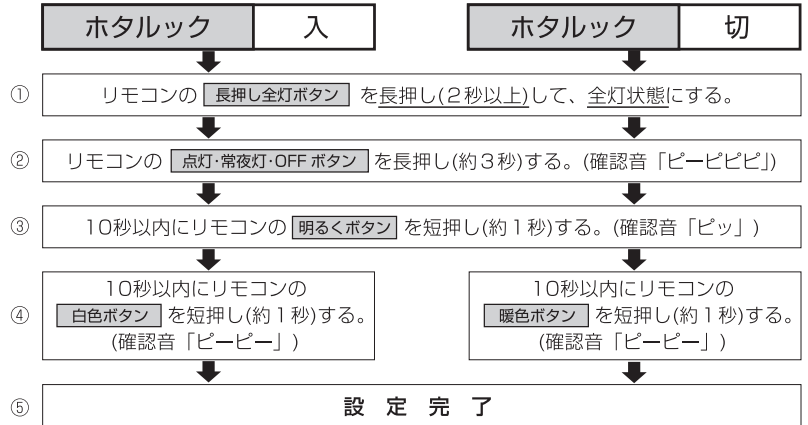 ホタルック 入 ホタルック 切
① リモコンの 長押し全灯ボタン を長押し(2秒以上)して、全灯状態にする。
② リモコンの 点灯・常夜灯・OFF ボタン を長押し(約3秒)する。(確認音「ピーピピピ」)
③ 10秒以内にリモコンの 明るくボタン を短押し(約1秒)する。(確認音「ピッ」)
④
10秒以内にリモコンの
白色ボタン を短押し(約1秒)する。
(確認音「ピーピー」)
10秒以内にリモコンの
暖色ボタン を短押し(約1秒)する。
(確認音「ピーピー」)
⑤ 設定完了